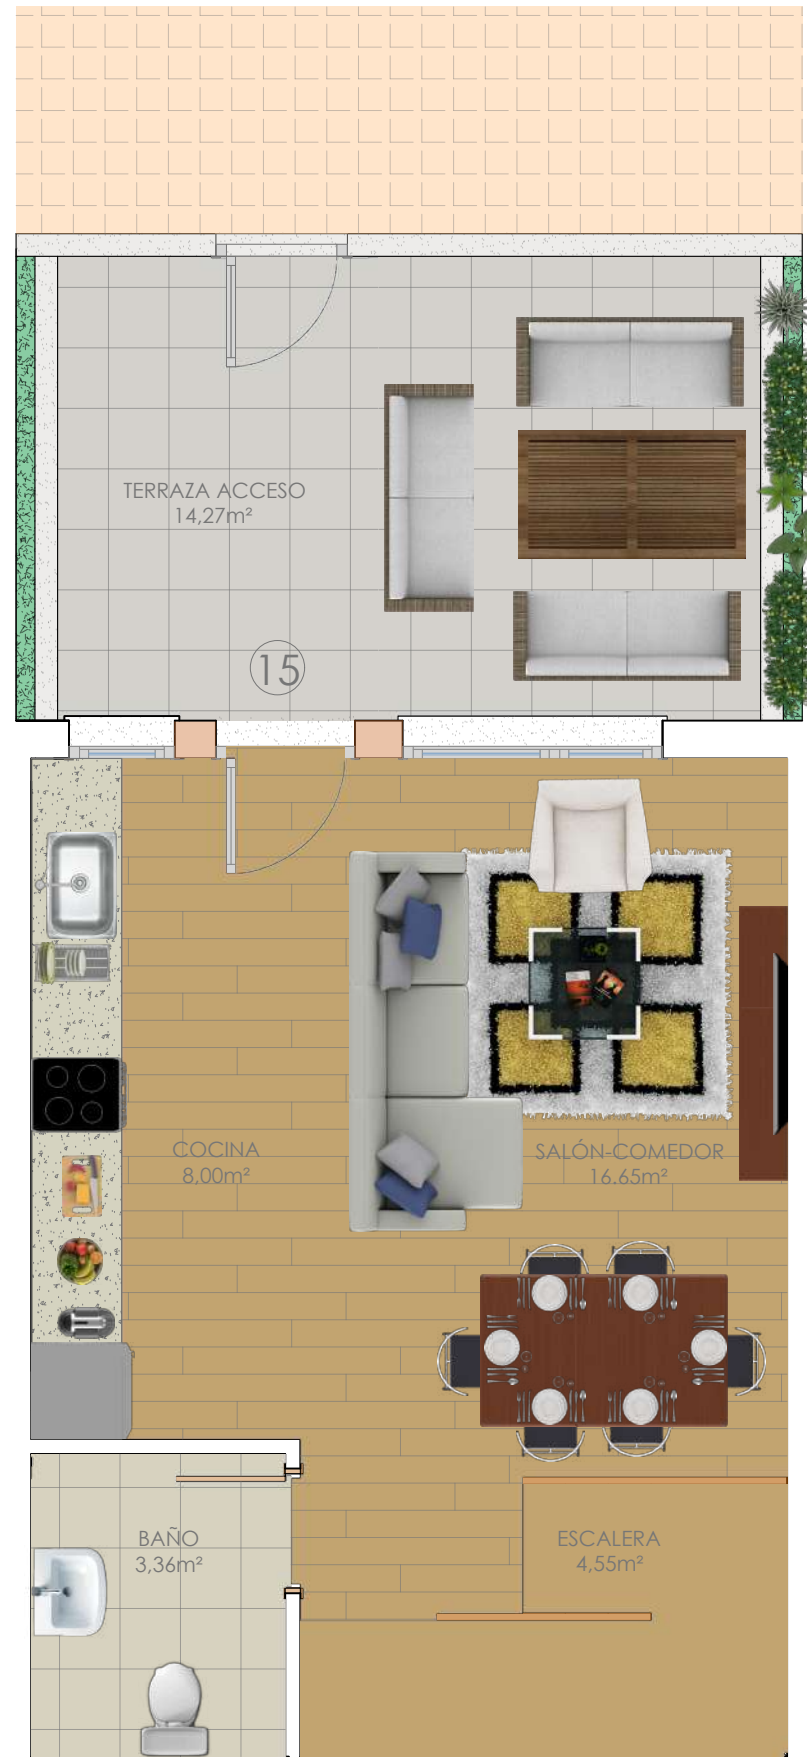 TERRAZA ACCESO
14,27m²
15
COCINA
8,00m²
SALÓN-COMEDOR
16.65m²
BAÑO
3,36m²
ESCALERA
4,55m²